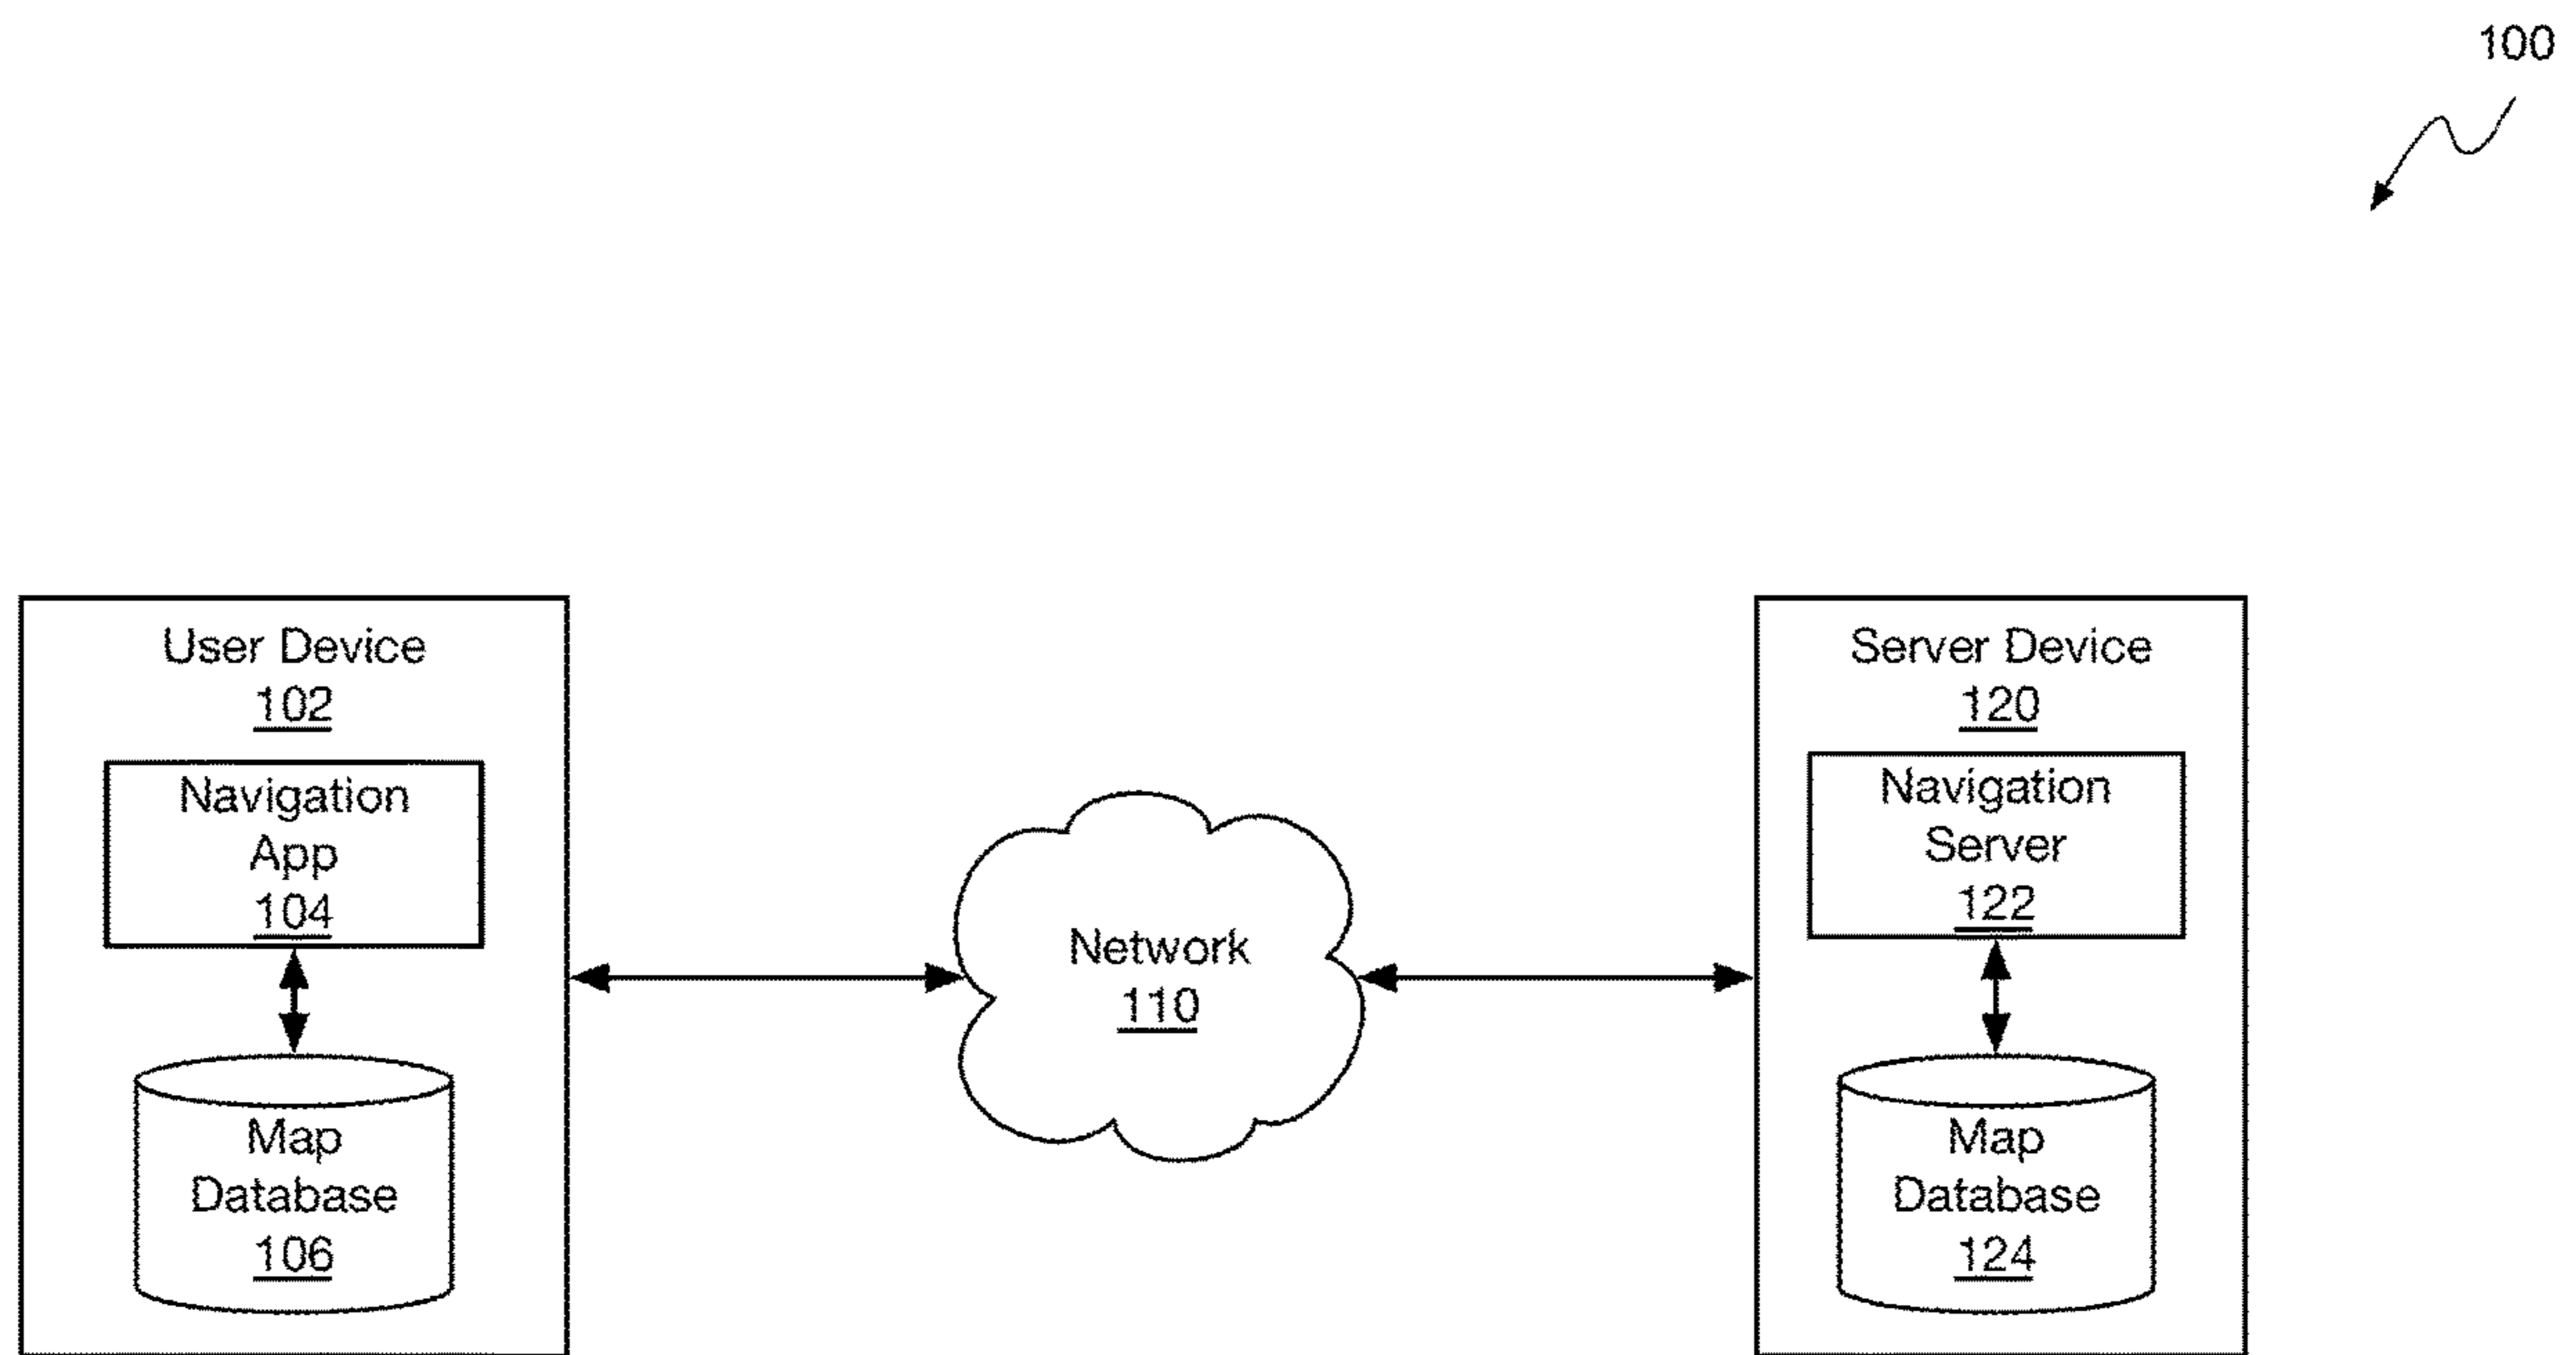 100
User Device
102
Navigation
App
104
Map
Database
106
Network
110
Server Device
120
Navigation
Server
122
Map
Database
124